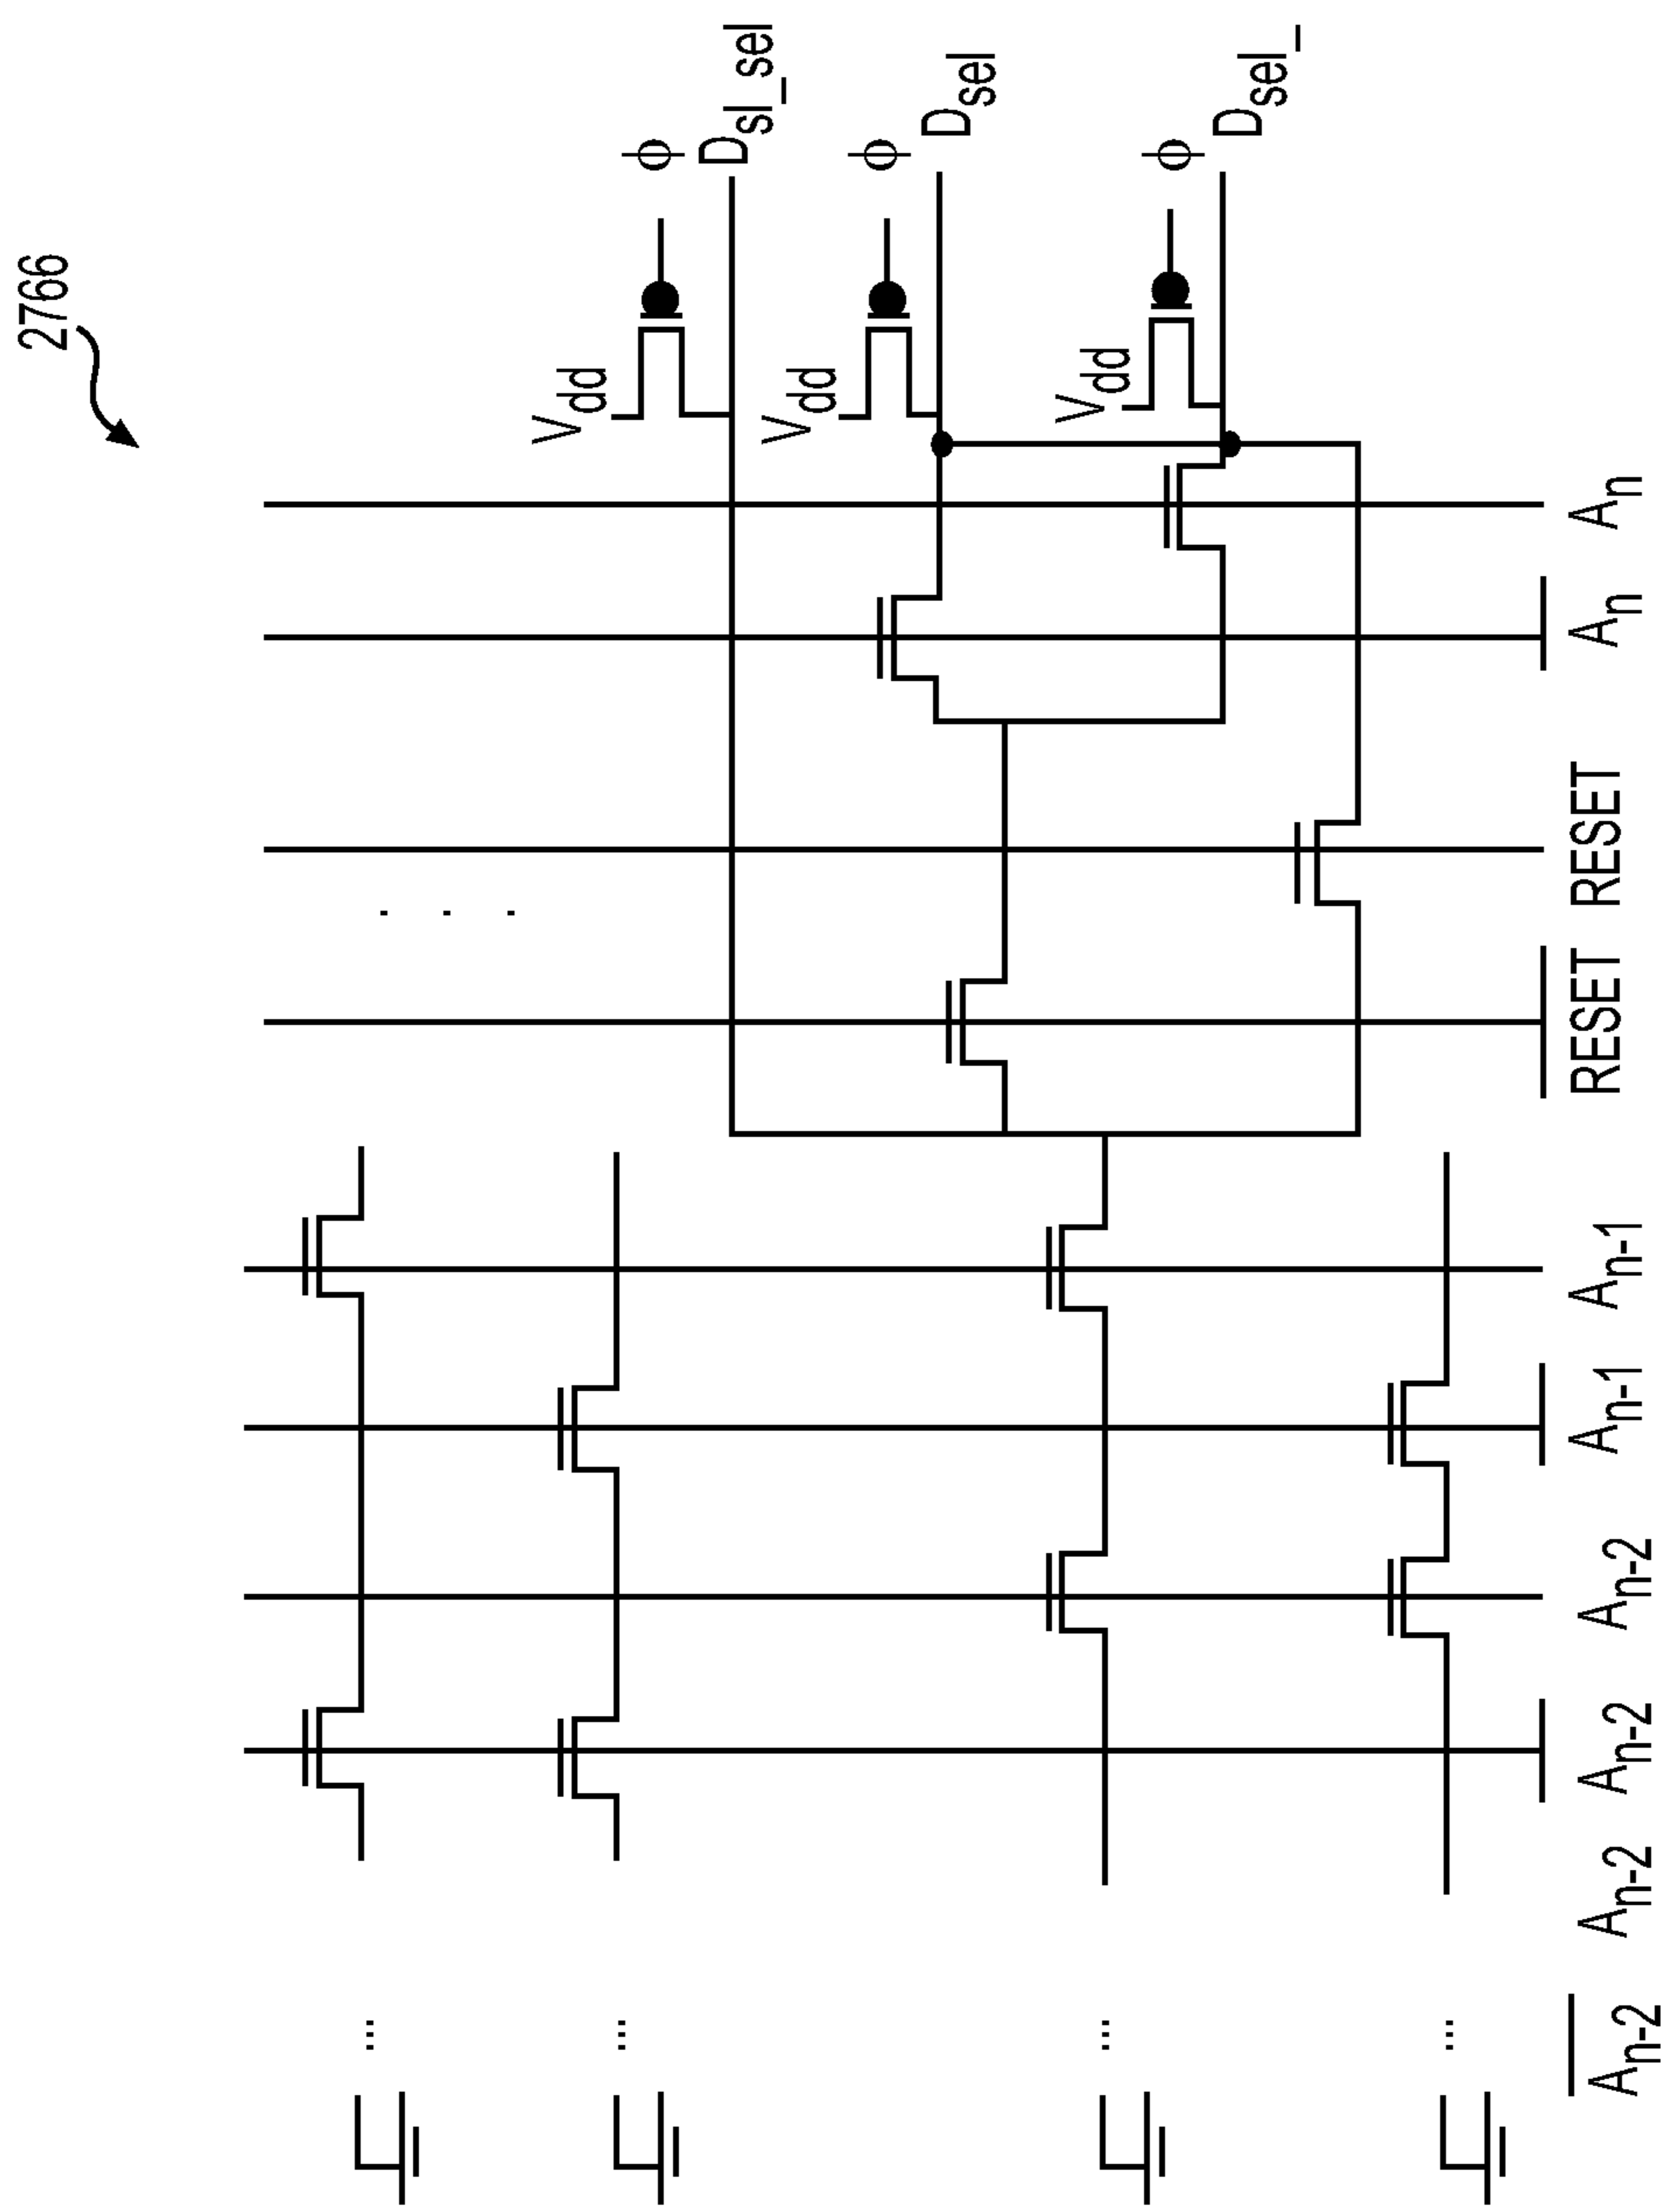 2766
Vdd
ϕ
Dsl_sel
Vdd
ϕ
Dsel
Vdd
ϕ
Dsel_
. . .
...
...
...
...
An-2
An-2
An-2
An-2
An-1
An-1
RESET
RESET
An
An